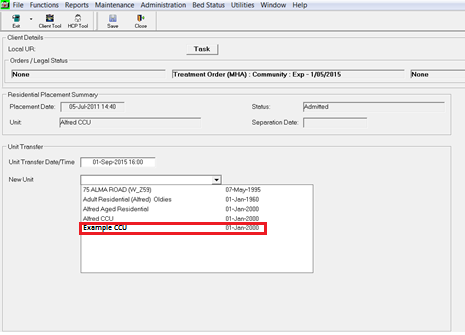 File Functions Reports Maintenance Administration Bed Status Utilities Window Help
Exit Client Tool HCP Tool Save Close
Client Details
Local UR: Task
Orders / Legal Status
None Treatment Order (MHA) : Community : Exp - 1/05/2015 None
Residential Placement Summary
Placement Date: 05-Jul-2011 14:40 Status: Admitted
Unit: Alfred CCU Separation Date:
Unit Transfer
Unit Transfer Date/Time 01-Sep-2015 16:00
New Unit
75 ALMA ROAD (W_Z59) 07-May-1995
Adult Residential (Alfred) Oldies 01-Jan-1960
Alfred Aged Residential 01-Jan-2000
Alfred CCU 01-Jan-2000
Example CCU 01-Jan-2000